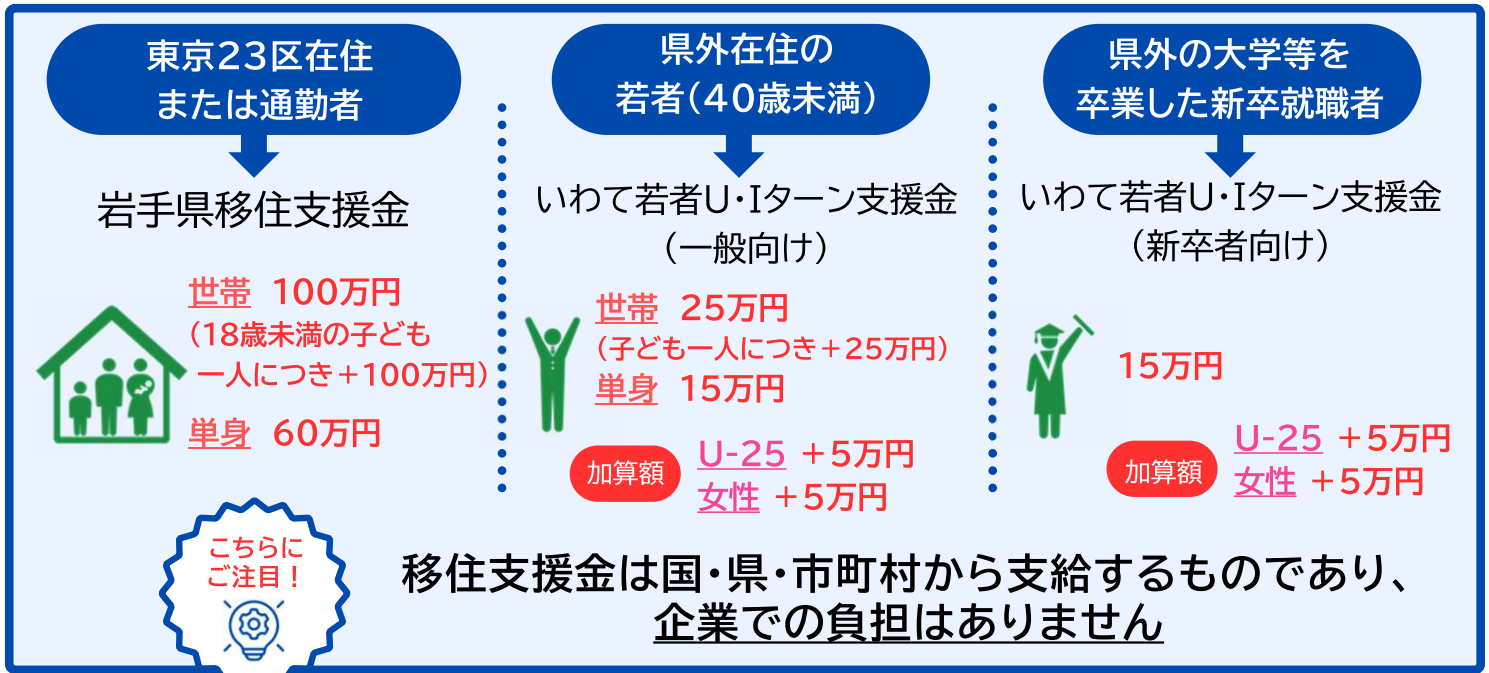 東京23区在住
または通勤者
岩手県移住支援金
世帯 100万円
(18歳未満の子ども
一人につき+100万円)
単身 60万円
県外在住の
若者(40歳未満)
いわて若者U・Iターン支援金
(一般向け)
世帯 25万円
(子ども一人につき+25万円)
単身 15万円
加算額
U-25 +5万円
女性 +5万円
県外の大学等を
卒業した新卒就職者
いわて若者U・Iターン支援金
(新卒者向け)
15万円
加算額
U-25 +5万円
女性 +5万円
こちらに
ご注目!
移住支援金は国・県・市町村から支給するものであり、
企業での負担はありません